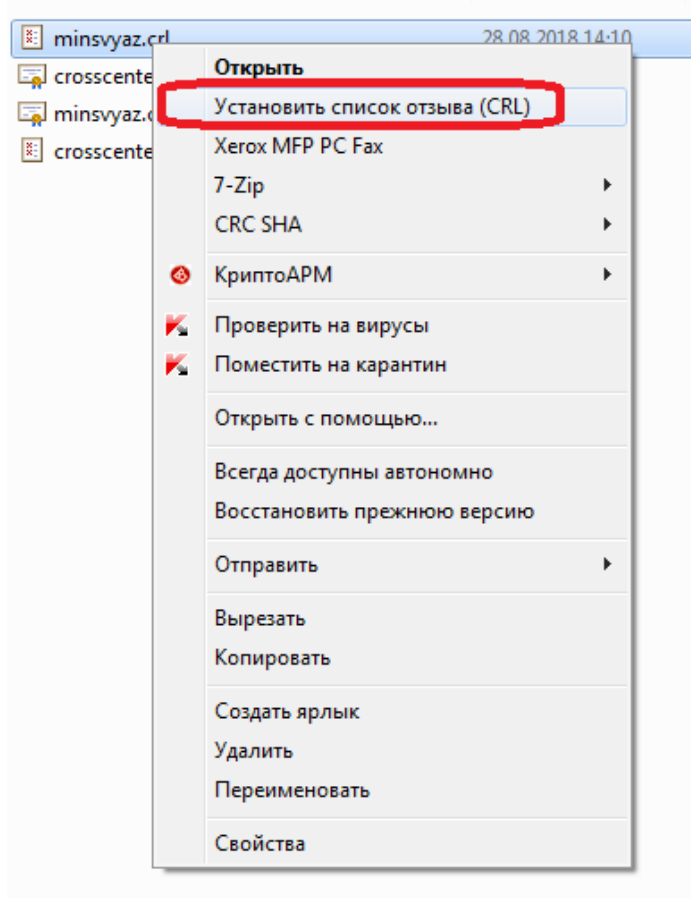 minsvyaz.crl 28.08.2018 14:10
crosscente
minsvyaz.c
crosscente
Открыть
Установить список отзыва (CRL)
Xerox MFP PC Fax
7-Zip
CRC SHA
КриптоАРМ
Проверить на вирусы
Поместить на карантин
Открыть с помощью...
Всегда доступны автономно
Восстановить прежнюю версию
Отправить
Вырезать
Копировать
Создать ярлык
Удалить
Переименовать
Свойства